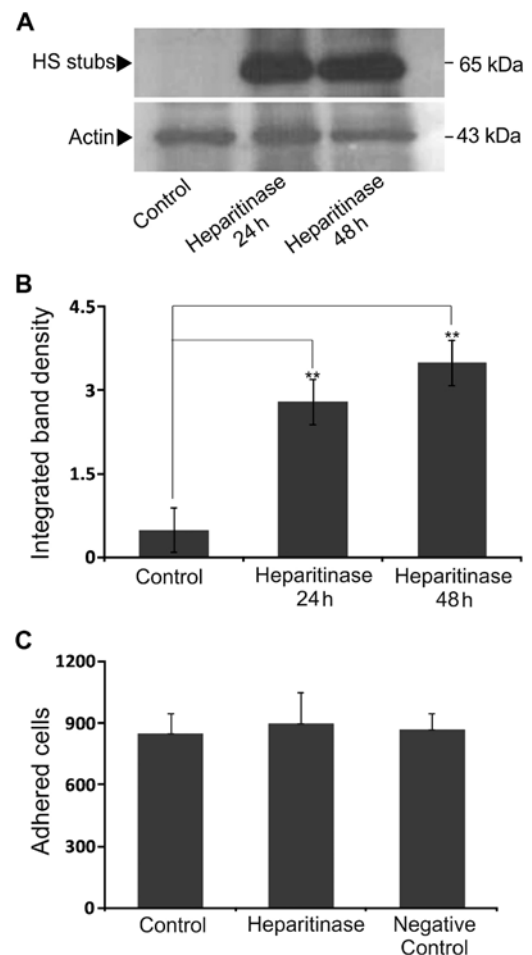 A
HS stubs
65 kDa
Actin
43 kDa
Control
Heparitinase
24 h
Heparitinase
48 h
B
Integrated band density
4.5
3
1.5
0
**
**
Control
Heparitinase
24 h
Heparitinase
48 h
C
Adhered cells
1200
900
600
300
0
Control
Heparitinase
Negative
Control